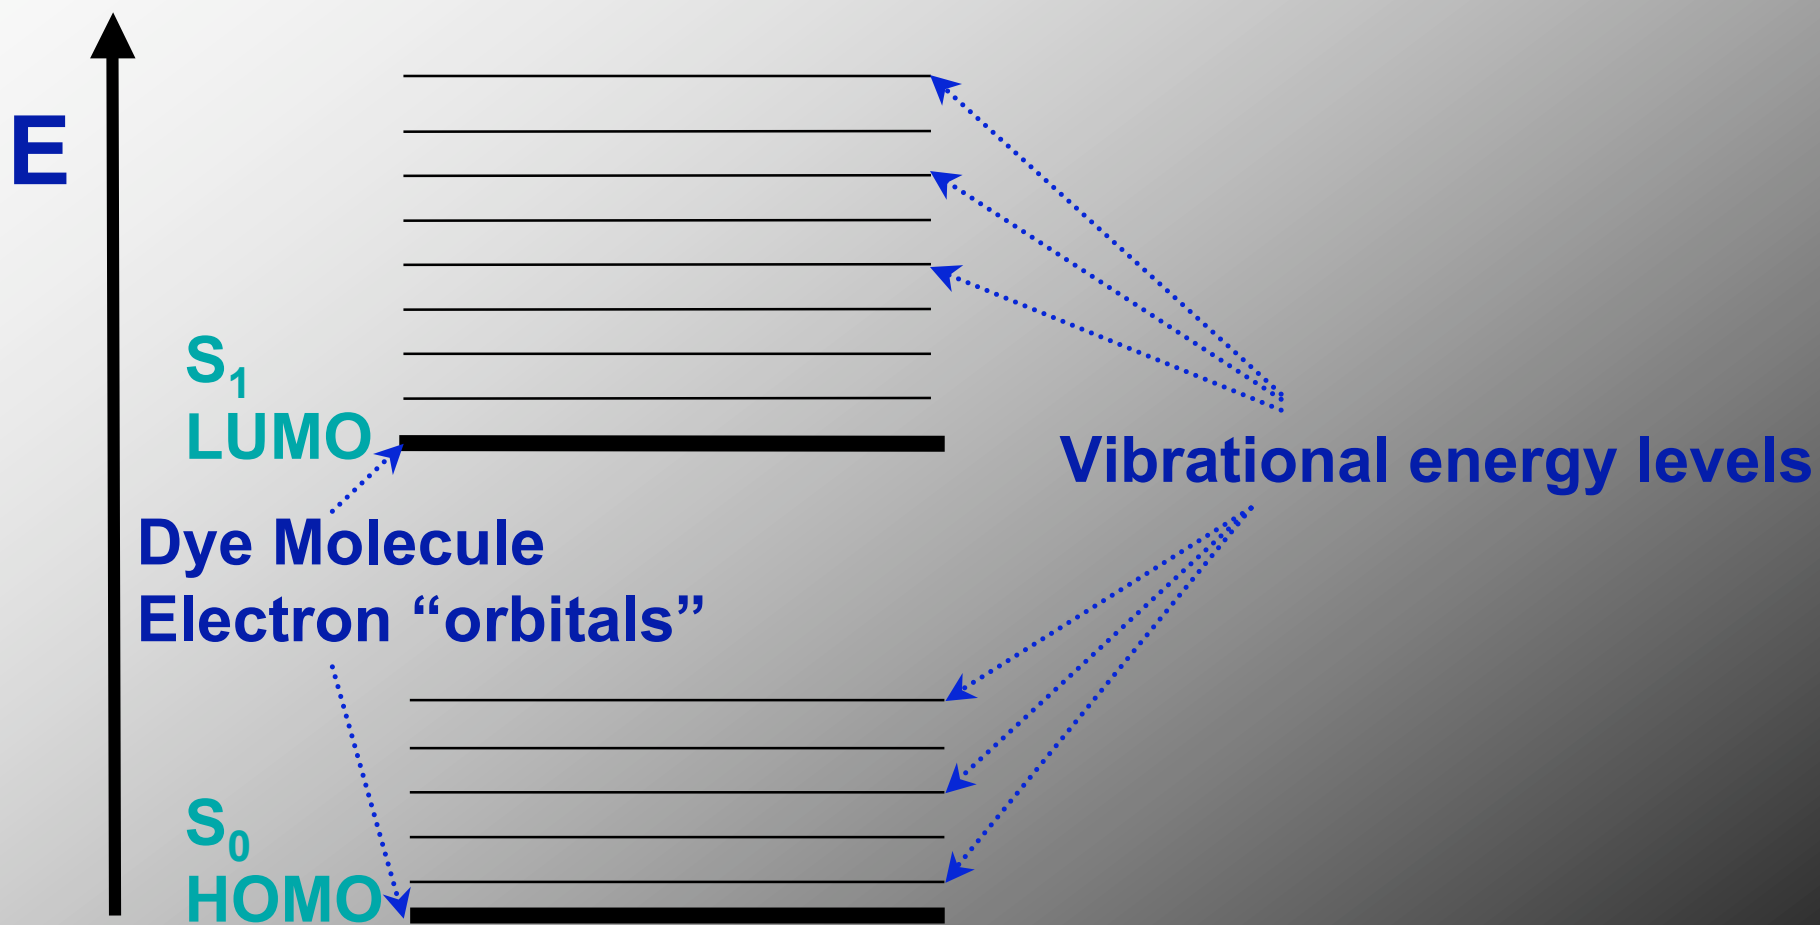 E
S₁
LUMO
Dye Molecule
Electron “orbitals”
Vibrational energy levels
S₀
HOMO